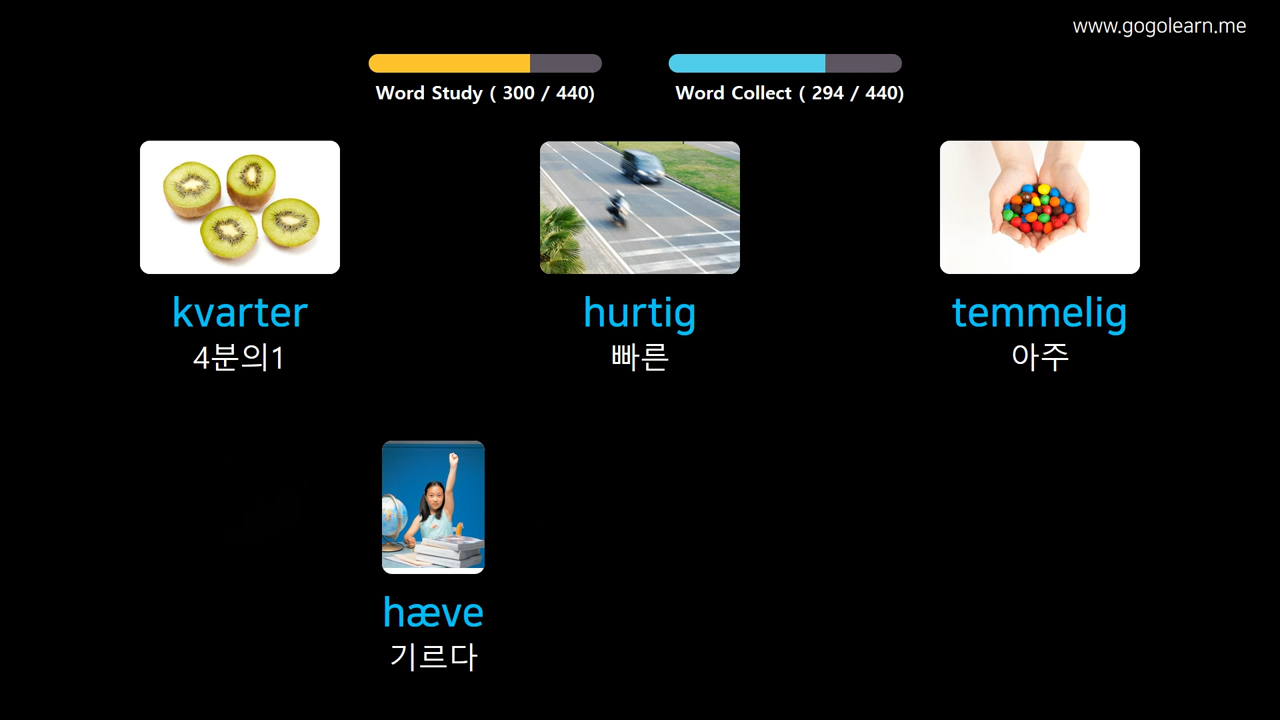 www.gogolearn.me
Word Study ( 300 / 440)
Word Collect ( 294 / 440)
kvarter
4분의1
hurtig
빠른
temmelig
아주
hæve
기르다